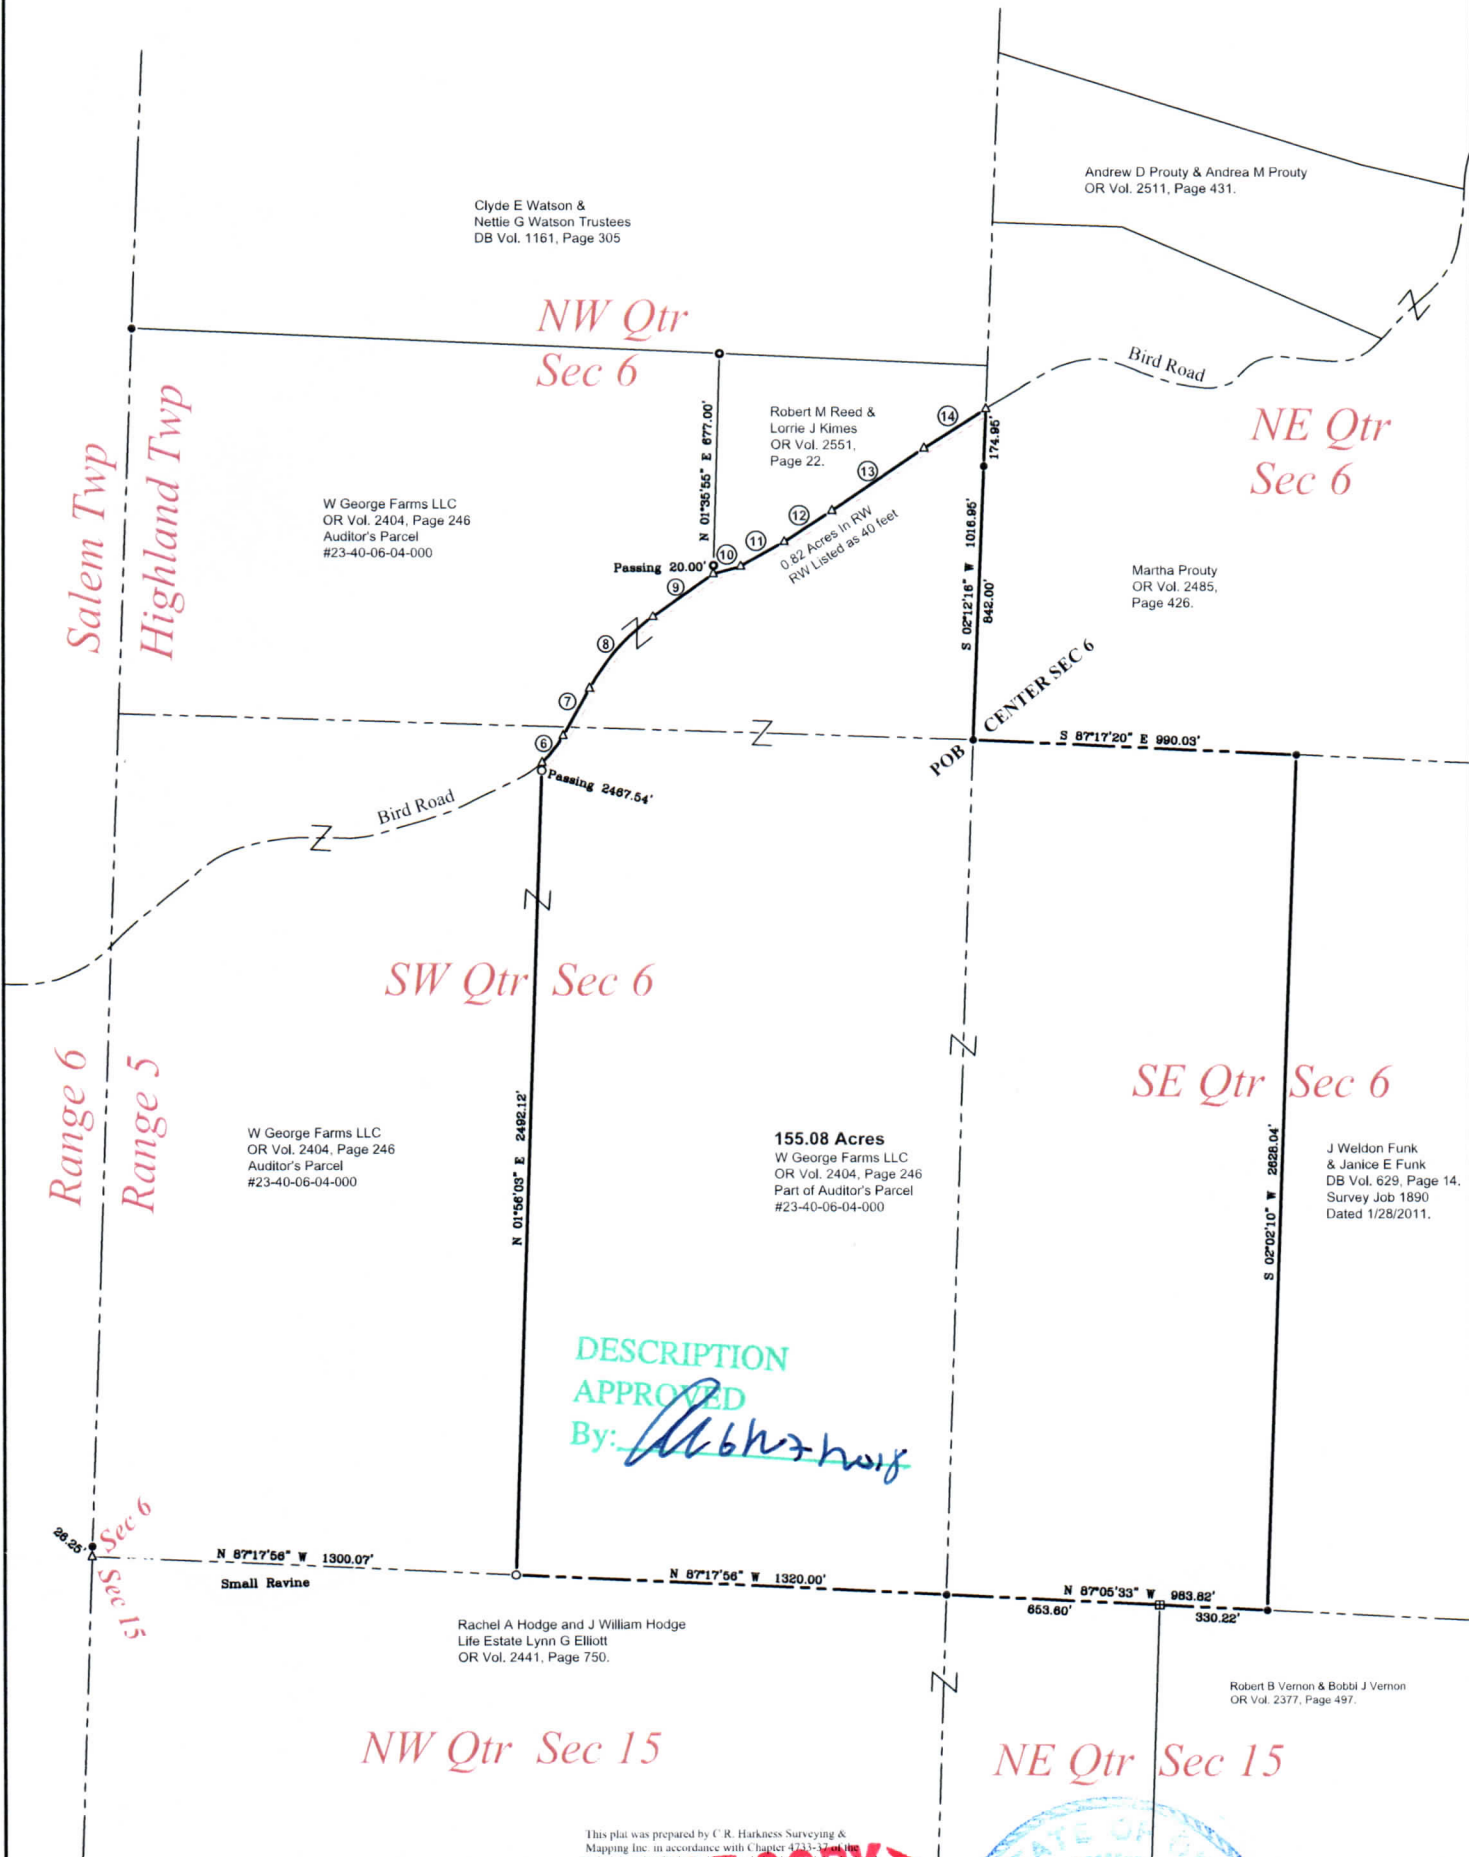 Andrew D Prouty & Andrea M Prouty
OR Vol. 2511, Page 431.
Clyde E Watson &
Nettie G Watson Trustees
DB Vol. 1161, Page 305
NW Qtr
Sec 6
Bird Road
Salem Twp
Highland Twp
N 01°35'55" E 677.00'
Robert M Reed &
Lorrie J Kimes
OR Vol. 2551,
Page 22.
14
174.95'
NE Qtr
Sec 6
13
W George Farms LLC
OR Vol. 2404, Page 246
Auditor's Parcel
#23-40-06-04-000
12
0.82 Acres In RW
RW Listed as 40 feet
11
10
Passing 20.00'
9
S 02°12'16" W 1016.95'
842.00'
Martha Prouty
OR Vol. 2485,
Page 426.
8
7
6
CENTER SEC 6
POB
S 87°17'20" E 990.03'
Passing 2467.54'
Bird Road
SW Qtr Sec 6
Range 6
Range 5
N 01°56'03" E 2492.12'
SE Qtr Sec 6
W George Farms LLC
OR Vol. 2404, Page 246
Auditor's Parcel
#23-40-06-04-000
155.08 Acres
W George Farms LLC
OR Vol. 2404, Page 246
Part of Auditor's Parcel
#23-40-06-04-000
S 02°02'10" W 2628.04'
J Weldon Funk
& Janice E Funk
DB Vol. 629, Page 14.
Survey Job 1890
Dated 1/28/2011.
DESCRIPTION
APPROVED
By:
26.25'
Sec 6
Sec 15
N 87°17'56" W 1300.07'
Small Ravine
N 87°17'56" W 1320.00'
N 87°05'33" W 983.82'
653.60'
330.22'
Rachel A Hodge and J William Hodge
Life Estate Lynn G Elliott
OR Vol. 2441, Page 750.
Robert B Vernon & Bobbi J Vernon
OR Vol. 2377, Page 497.
NW Qtr Sec 15
NE Qtr Sec 15
This plat was prepared by C.R. Harkness Surveying &
Mapping Inc. in accordance with Chapter 4733-37 of the
COPY
STATE OF